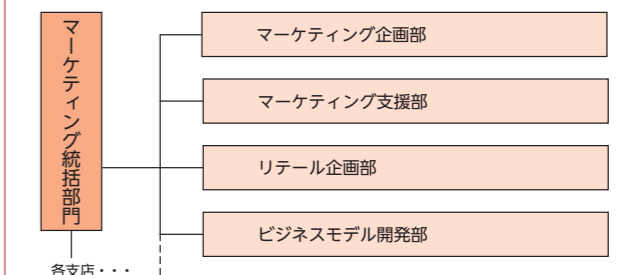 マーケティング統括部門
マーケティング企画部
マーケティング支援部
リテール企画部
ビジネスモデル開発部
各支店・・・